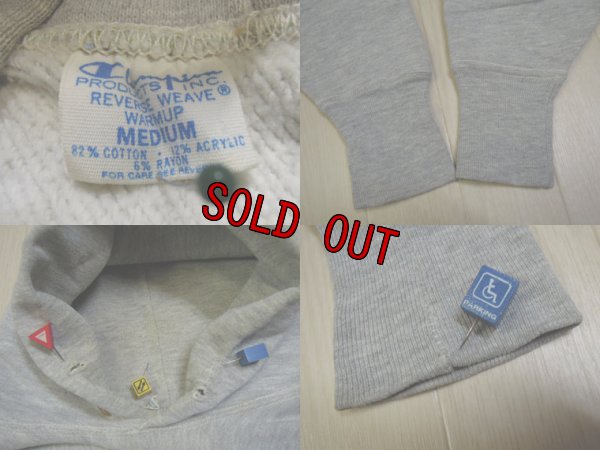 Champion
PRODUCTS INC.
REVERSE WEAVE®
WARMUP
MEDIUM
82% COTTON • 12% ACRYLIC
6% RAYON
FOR CARE SEE REVERSE
SOLD OUT
PARKING